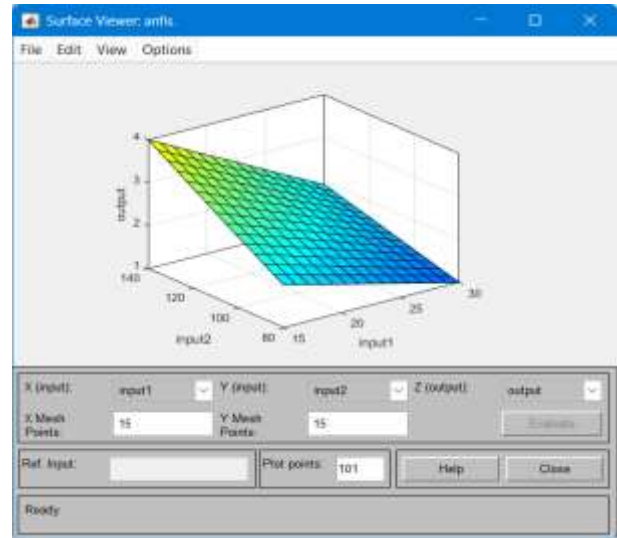 Surface Viewer: anfis
File Edit View Options
4
3
2
1
output
140
120
100
80
input2
15
20
25
30
input1
X (input): input1 Y (input): input2 Z (output): output
X Mesh Points: 15 Y Mesh Points: 15 Evaluate
Ref. Input: Plot points: 101 Help Close
Ready